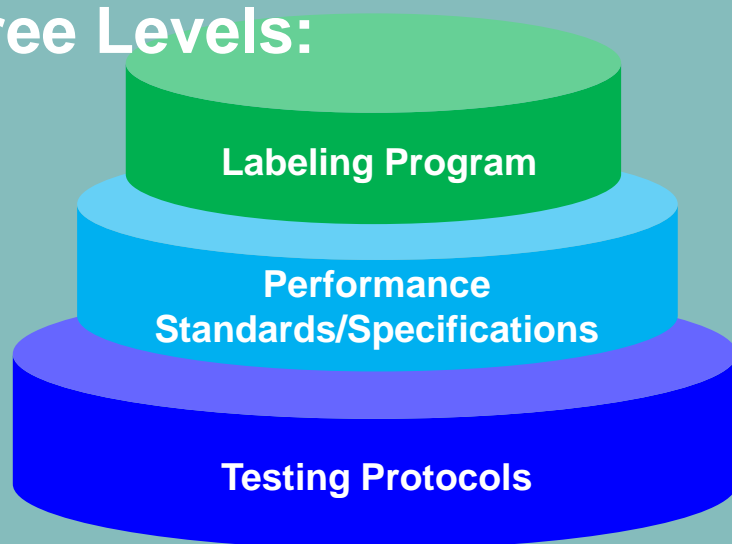 ree Levels:
Labeling Program
Performance
Standards/Specifications
Testing Protocols